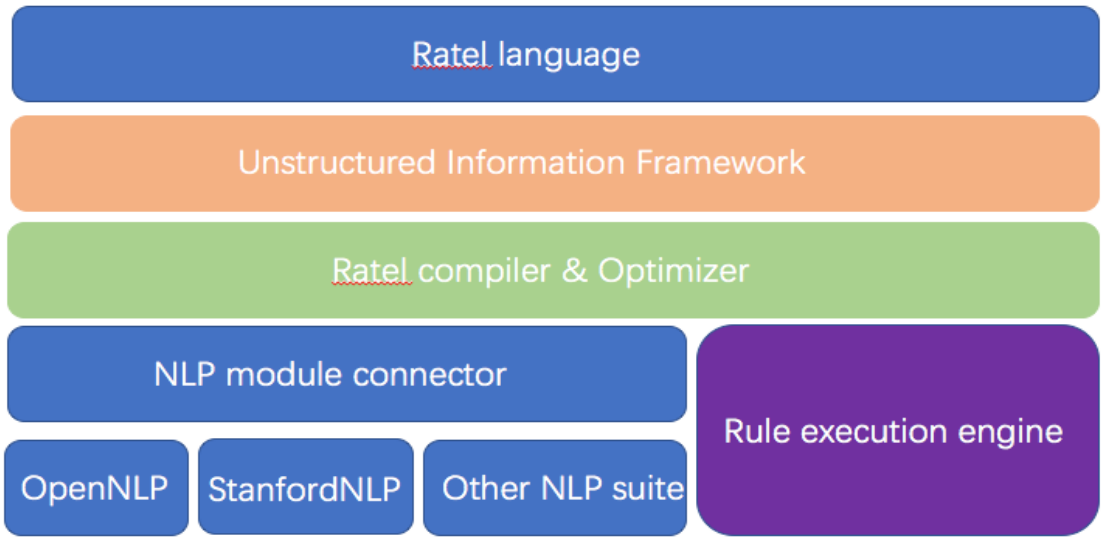 Ratel language
Unstructured Information Framework
Ratel compiler & Optimizer
NLP module connector
Rule execution engine
OpenNLP
StanfordNLP
Other NLP suite